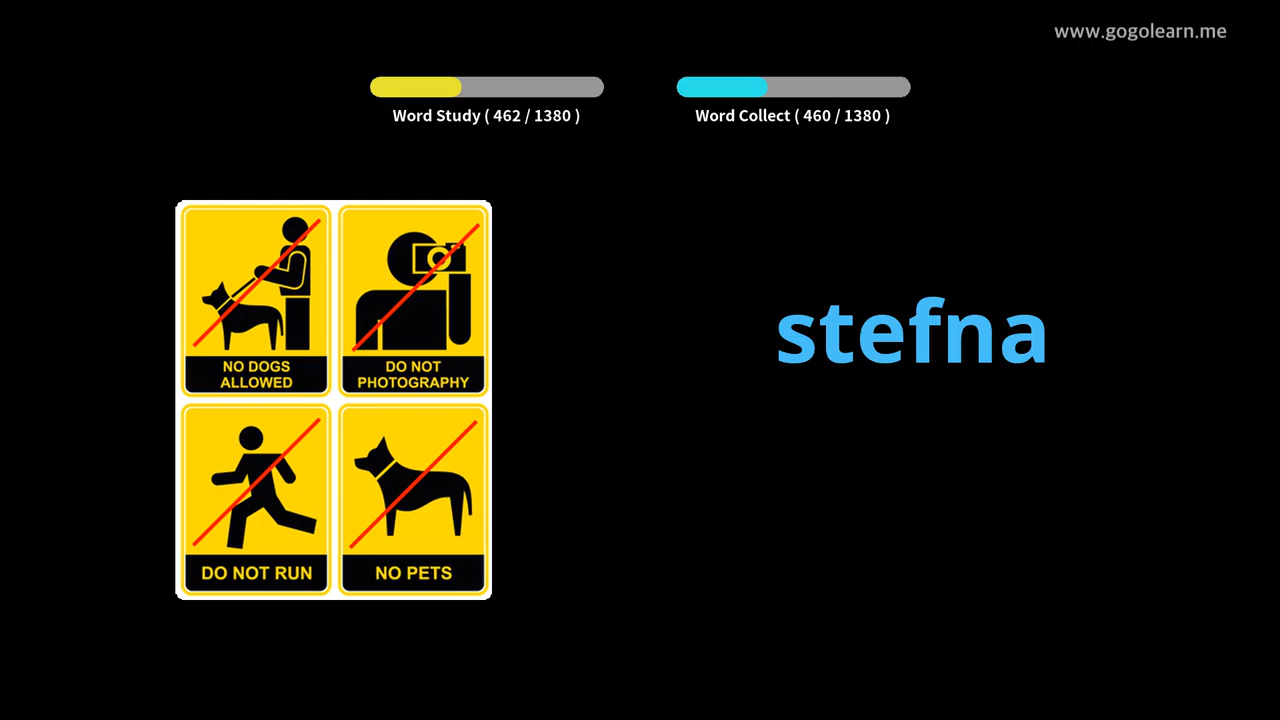 www.gogolearn.me
Word Study ( 462 / 1380 )
Word Collect ( 460 / 1380 )
NO DOGS
ALLOWED
DO NOT
PHOTOGRAPHY
DO NOT RUN
NO PETS
stefna